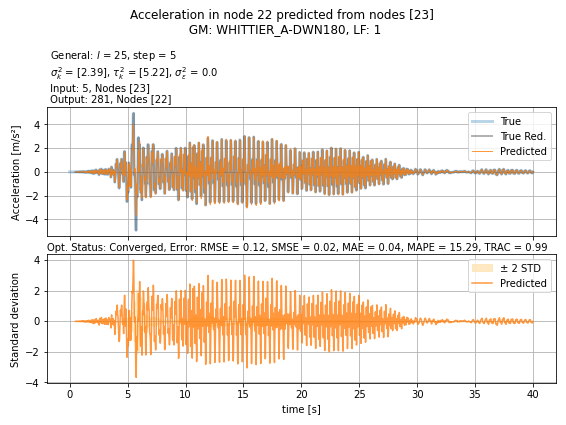 Acceleration in node 22 predicted from nodes [23]
GM: WHITTIER_A-DWN180, LF: 1
General: l = 25, step = 5
σ²ₖ = [2.39], τ²ₖ = [5.22], σ²ε = 0.0
Input: 5, Nodes [23]
Output: 281, Nodes [22]
Acceleration [m/s²]
4
2
0
−2
−4
True
True Red.
Predicted
Opt. Status: Converged, Error: RMSE = 0.12, SMSE = 0.02, MAE = 0.04, MAPE = 15.29, TRAC = 0.99
Standard deviation
4
2
0
−2
−4
± 2 STD
Predicted
0 5 10 15 20 25 30 35 40
time [s]